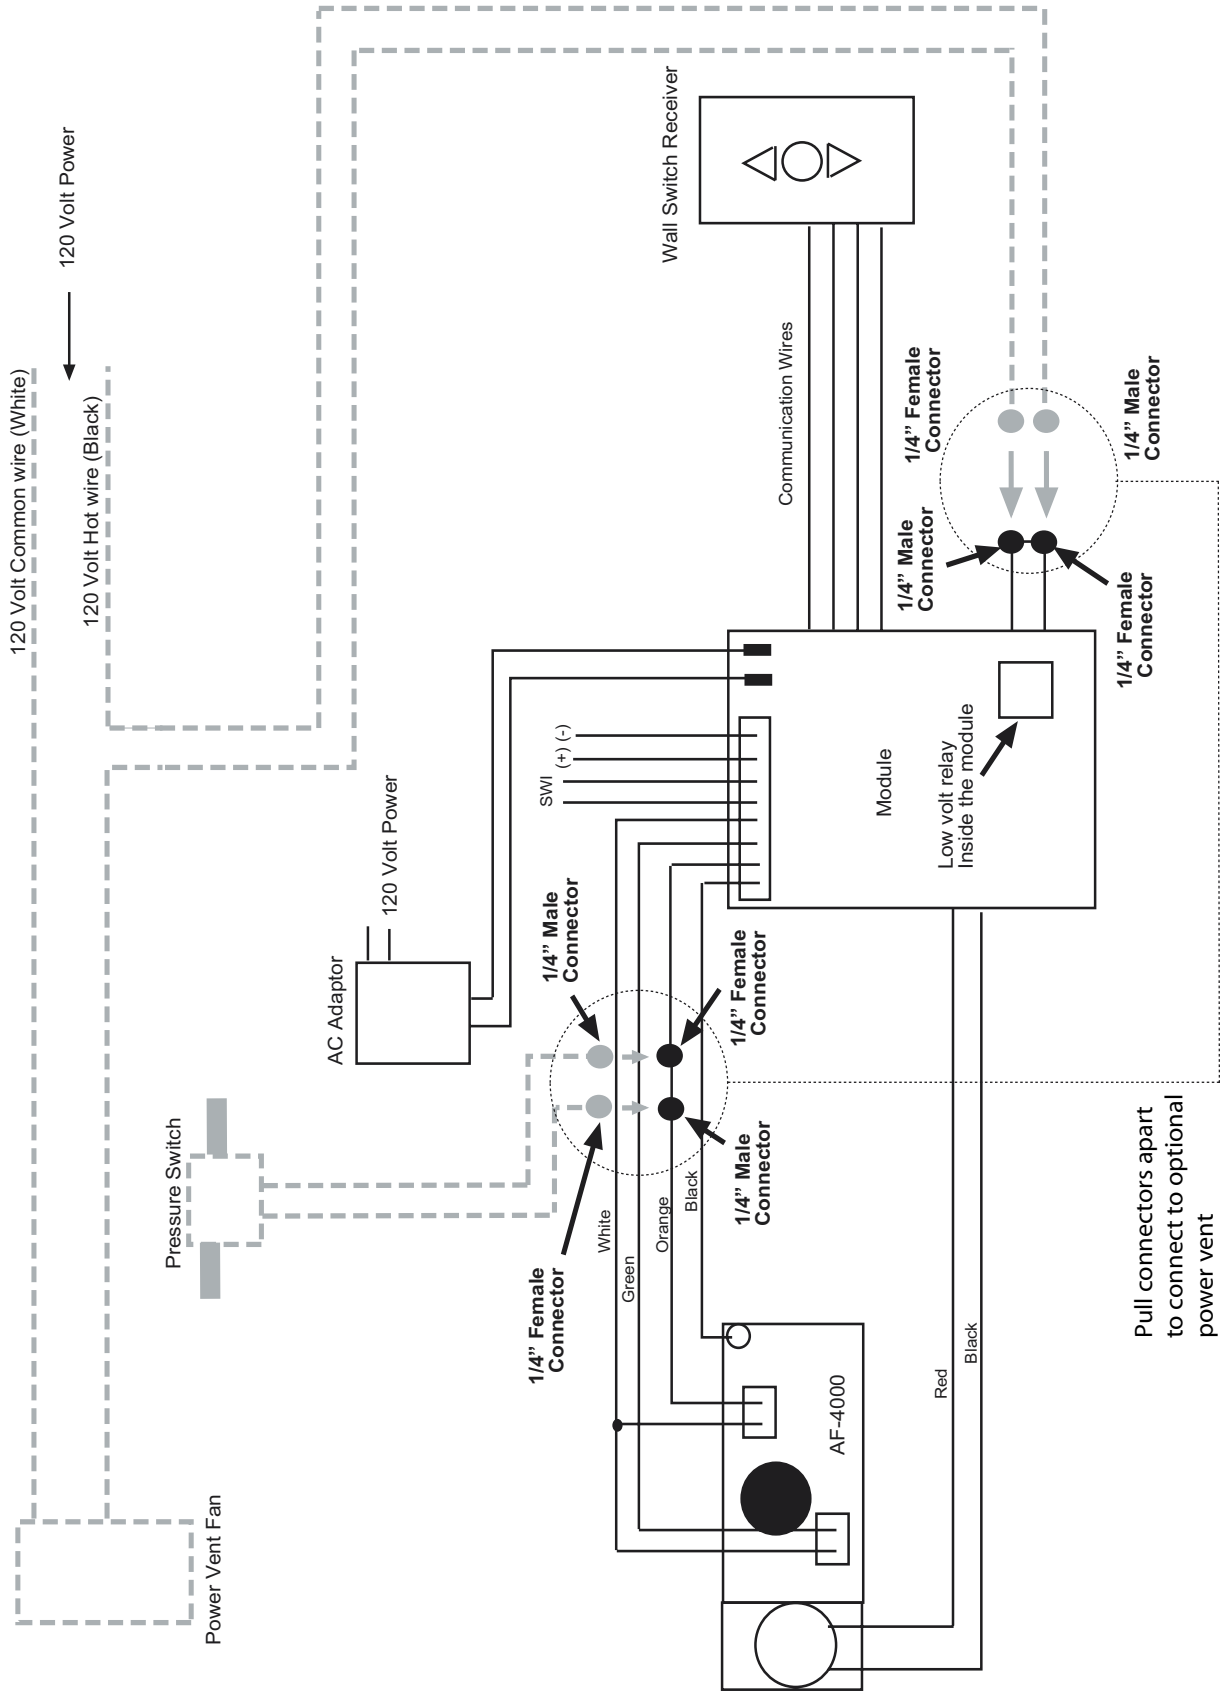 120 Volt Common wire (White)
120 Volt Power
120 Volt Hot wire (Black)
Power Vent Fan
Pressure Switch
AC Adaptor
120 Volt Power
Wall Switch Receiver
Communication Wires
SWI
(+) (-)
1/4” Male
Connector
1/4” Female
Connector
1/4” Female
Connector
1/4” Male
Connector
White
Green
Orange
Black
AF-4000
Red
Black
Module
Low volt relay
Inside the module
1/4” Male
Connector
1/4” Female
Connector
1/4” Female
Connector
1/4” Male
Connector
Pull connectors apart
to connect to optional
power vent